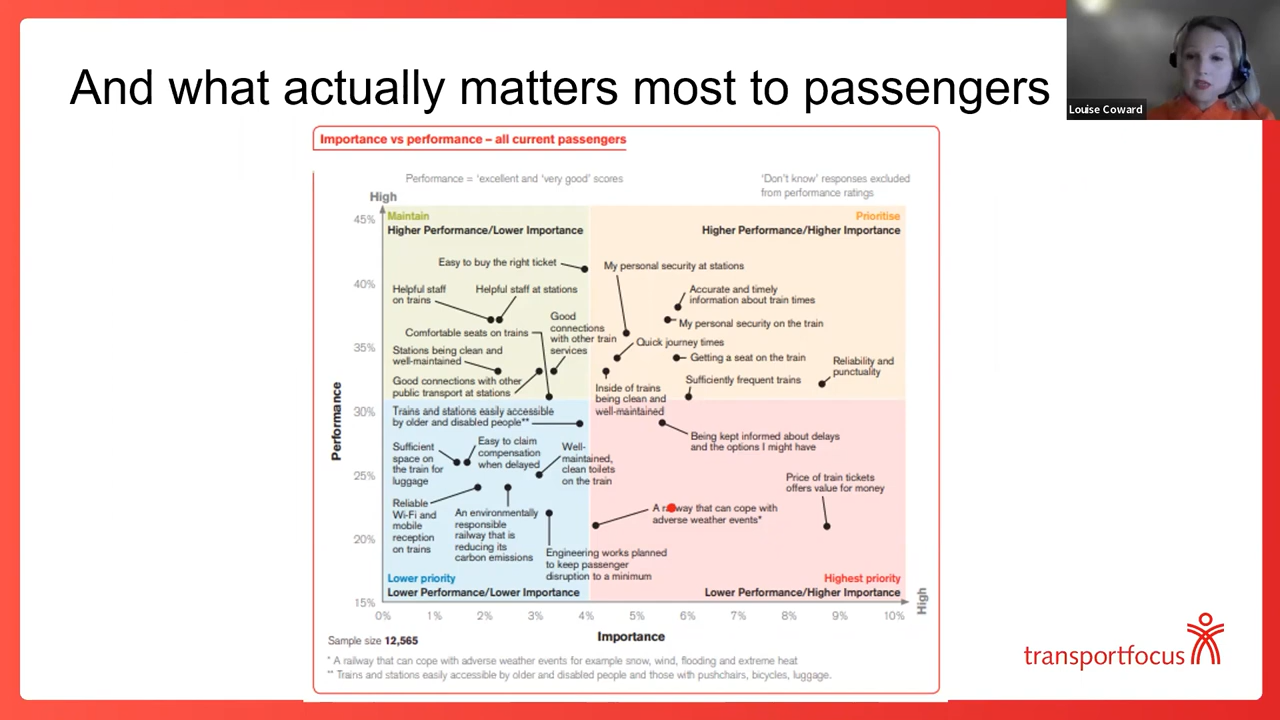 And what actually matters most to passengers
Louise Coward
Importance vs performance – all current passengers
Performance = ‘excellent and ‘very good’ scores
‘Don’t know’ responses excluded
from performance ratings
High
45%
40%
35%
30%
25%
20%
15%
Performance
Maintain
Higher Performance/Lower Importance
Easy to buy the right ticket
Helpful staff
on trains
Helpful staff at stations
Good
connections
with other train
services
Comfortable seats on trains
Stations being clean and
well-maintained
Good connections with other
public transport at stations
Prioritise
Higher Performance/Higher Importance
My personal security at stations
Accurate and timely
information about train times
My personal security on the train
Quick journey times
Getting a seat on the train
Reliability and
punctuality
Sufficiently frequent trains
Inside of trains
being clean and
well-maintained
Trains and stations easily accessible
by older and disabled people**
Sufficient
space on
the train for
luggage
Easy to claim
compensation
when delayed
Well-
maintained,
clean toilets
on the train
Reliable
Wi-Fi and
mobile
reception
on trains
An environmentally
responsible
railway that is
reducing its
carbon emissions
Engineering works planned
to keep passenger
disruption to a minimum
Lower priority
Lower Performance/Lower Importance
Being kept informed about delays
and the options I might have
Price of train tickets
offers value for money
A railway that can cope with
adverse weather events*
Highest priority
Lower Performance/Higher Importance
0% 1% 2% 3% 4% 5% 6% 7% 8% 9% 10%
High
Importance
Sample size 12,565
* A railway that can cope with adverse weather events for example snow, wind, flooding and extreme heat
** Trains and stations easily accessible by older and disabled people and those with pushchairs, bicycles, luggage.
transportfocus